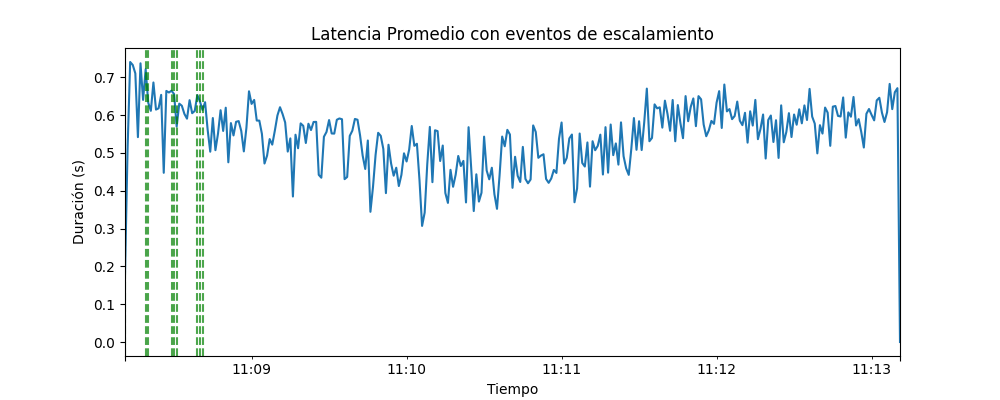 Latencia Promedio con eventos de escalamiento
Duración (s)
0.7
0.6
0.5
0.4
0.3
0.2
0.1
0.0
11:09 11:10 11:11 11:12 11:13
Tiempo